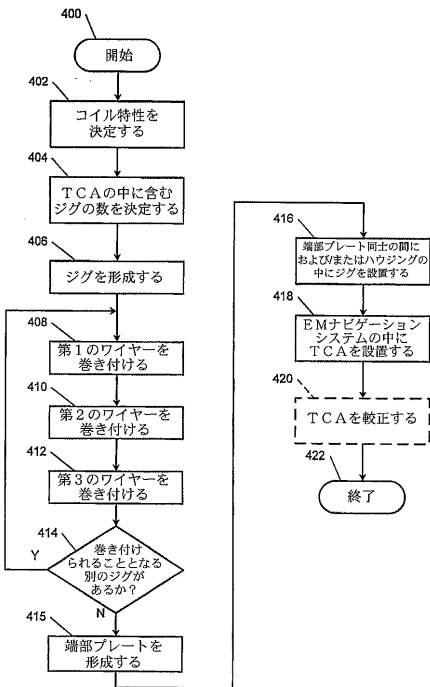 400
開始
402
コイル特性を
決定する
404
TCAの中に含む
ジグの数を決定する
406
ジグを形成する
408
第1のワイヤーを
巻き付ける
410
第2のワイヤーを
巻き付ける
412
第3のワイヤーを
巻き付ける
414
巻き付け
られることとなる
別のジグが
あるか?
Y
N
415
端部プレートを
形成する
416
端部プレート同士の間に
および/またはハウジングの
中にジグを設置する
418
EMナビゲーション
システムの中に
TCAを設置する
420
TCAを較正する
422
終了